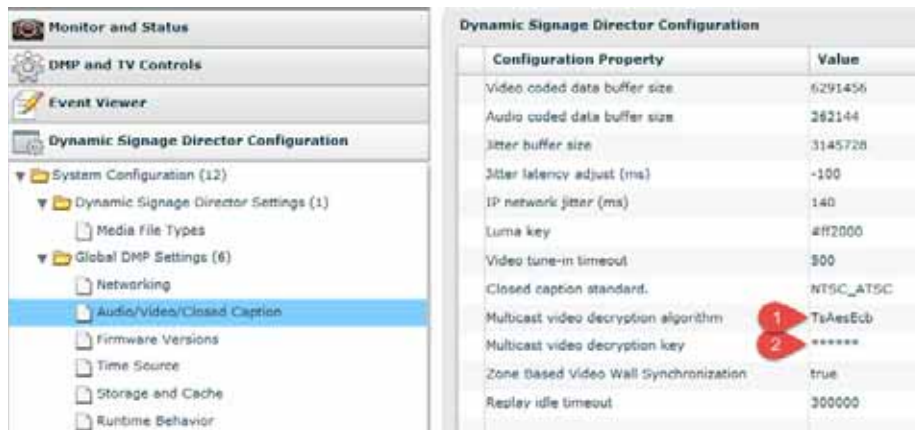 Monitor and Status
DMP and TV Controls
Event Viewer
Dynamic Signage Director Configuration
System Configuration (12)
Dynamic Signage Director Settings (1)
Media File Types
Global DMP Settings (6)
Networking
Audio/Video/Closed Caption
Firmware Versions
Time Source
Storage and Cache
Runtime Behavior
Dynamic Signage Director Configuration
Configuration Property Value
Video coded data buffer size 6291456
Audio coded data buffer size 262144
Jitter buffer size 3145728
Jitter latency adjust (ms) -100
IP network jitter (ms) 140
Luma key #ff2000
Video tune-in timeout 500
Closed caption standard. NTSC_ATSC
Multicast video decryption algorithm 1 TsAesEcb
Multicast video decryption key 2 ******
Zone Based Video Wall Synchronization true
Replay idle timeout 300000